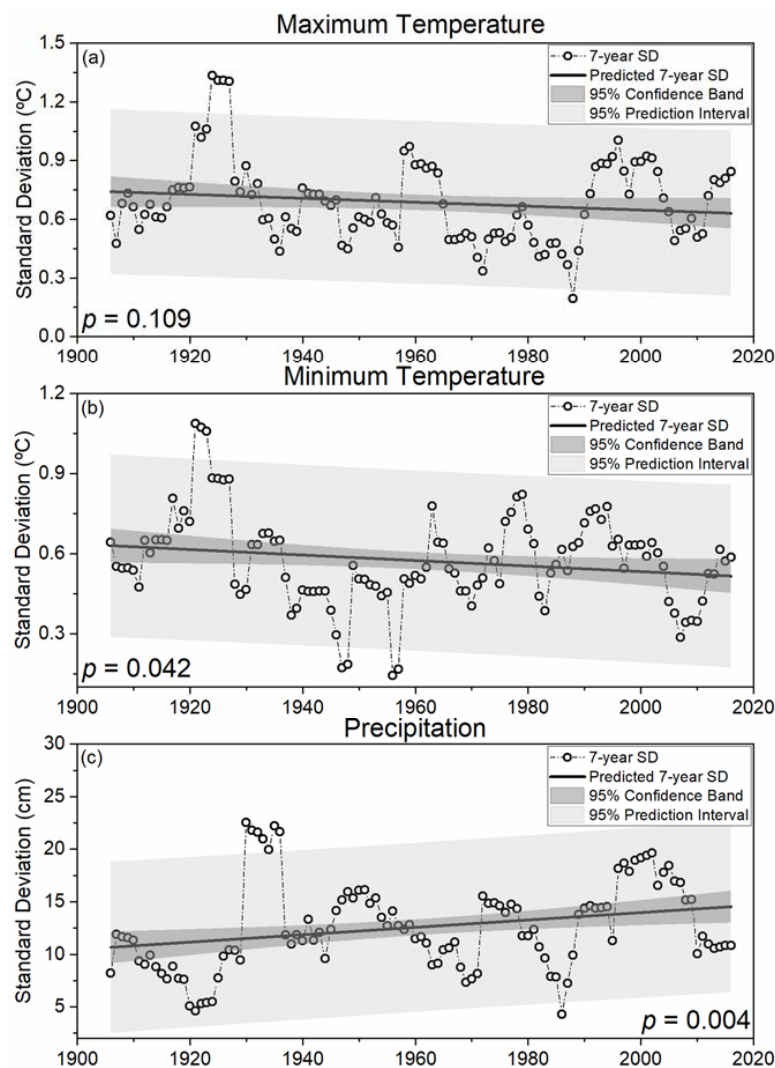 Maximum Temperature
(a)
7-year SD
Predicted 7-year SD
95% Confidence Band
95% Prediction Interval
Standard Deviation (ºC)
1.5
1.2
0.9
0.6
0.3
0.0
p = 0.109
1900 1920 1940 1960 1980 2000 2020
Minimum Temperature
(b)
7-year SD
Predicted 7-year SD
95% Confidence Band
95% Prediction Interval
Standard Deviation (ºC)
1.2
0.9
0.6
0.3
p = 0.042
1900 1920 1940 1960 1980 2000 2020
Precipitation
(c)
7-year SD
Predicted 7-year SD
95% Confidence Band
95% Prediction Interval
Standard Deviation (cm)
30
25
20
15
10
5
p = 0.004
1900 1920 1940 1960 1980 2000 2020